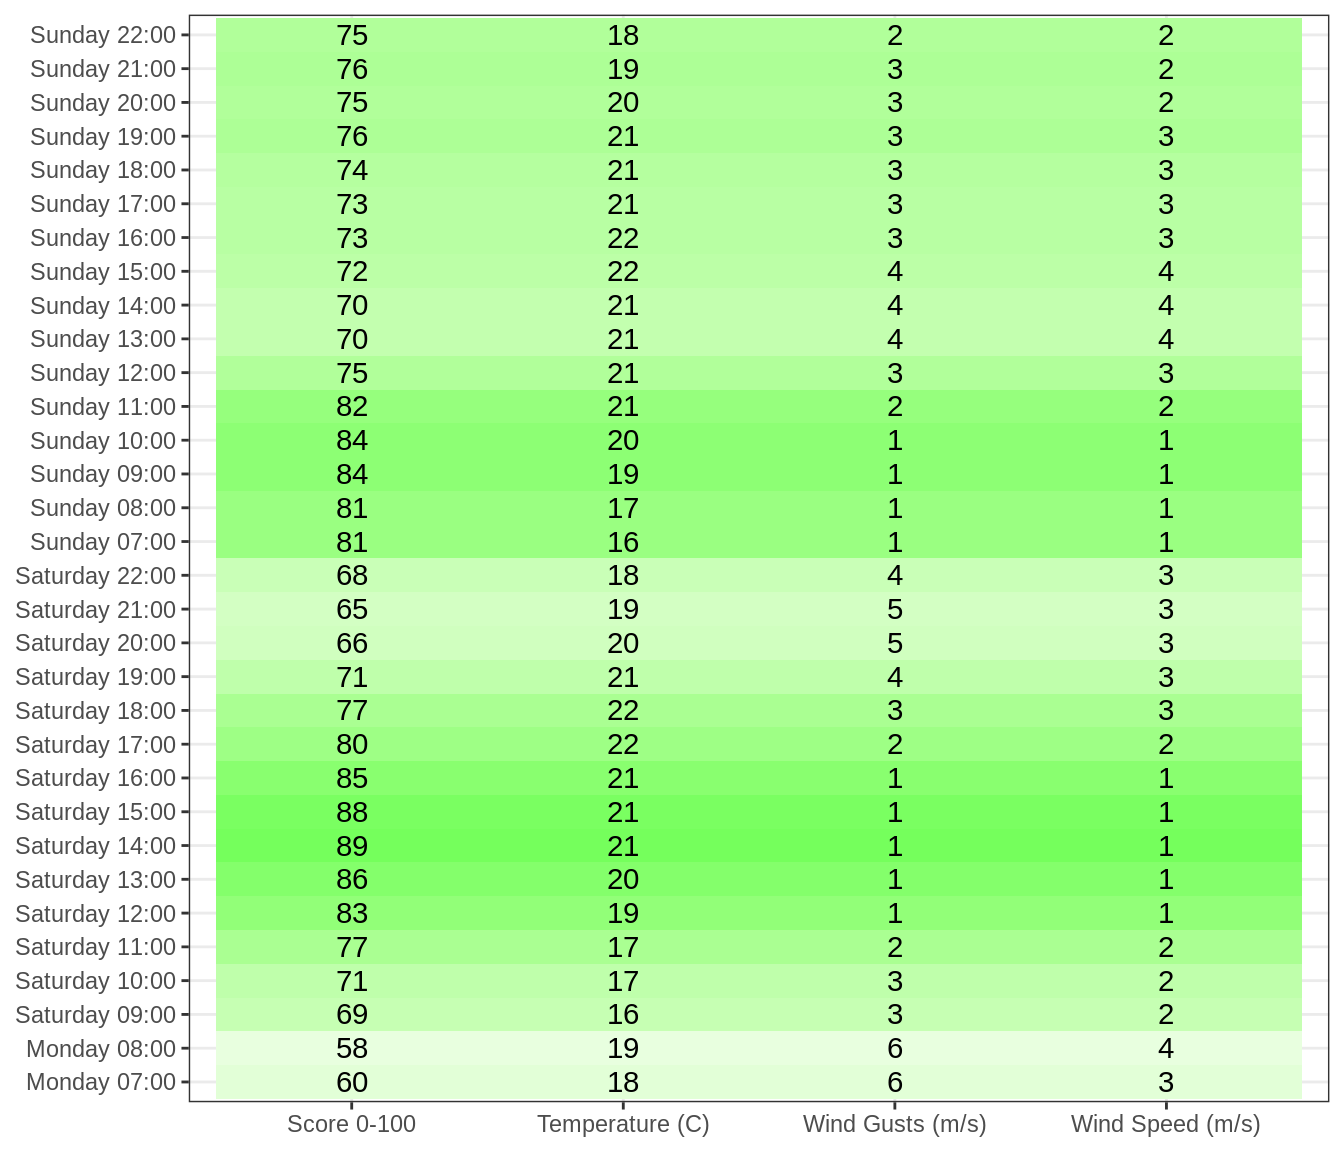 Sunday 22:00 75 18 2 2
Sunday 21:00 76 19 3 2
Sunday 20:00 75 20 3 2
Sunday 19:00 76 21 3 3
Sunday 18:00 74 21 3 3
Sunday 17:00 73 21 3 3
Sunday 16:00 73 22 3 3
Sunday 15:00 72 22 4 4
Sunday 14:00 70 21 4 4
Sunday 13:00 70 21 4 4
Sunday 12:00 75 21 3 3
Sunday 11:00 82 21 2 2
Sunday 10:00 84 20 1 1
Sunday 09:00 84 19 1 1
Sunday 08:00 81 17 1 1
Sunday 07:00 81 16 1 1
Saturday 22:00 68 18 4 3
Saturday 21:00 65 19 5 3
Saturday 20:00 66 20 5 3
Saturday 19:00 71 21 4 3
Saturday 18:00 77 22 3 3
Saturday 17:00 80 22 2 2
Saturday 16:00 85 21 1 1
Saturday 15:00 88 21 1 1
Saturday 14:00 89 21 1 1
Saturday 13:00 86 20 1 1
Saturday 12:00 83 19 1 1
Saturday 11:00 77 17 2 2
Saturday 10:00 71 17 3 2
Saturday 09:00 69 16 3 2
Monday 08:00 58 19 6 4
Monday 07:00 60 18 6 3
Score 0-100 Temperature (C) Wind Gusts (m/s) Wind Speed (m/s)